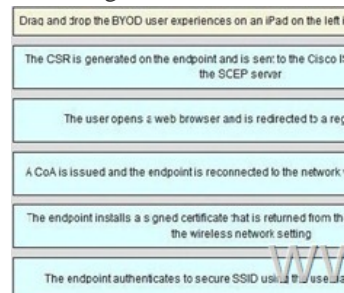 Drag and drop the BYOD user experiences on an iPad on the left
The CSR is generated on the endpoint and is sent to the Cisco
the SCEP server
The user opens a web browser and is redirected to a
A CoA is issued and the endpoint is reconnected to the network
The endpoint installs a signed certificate that is returned from
the wireless network setting
The endpoint authenticates to secure SSID using the